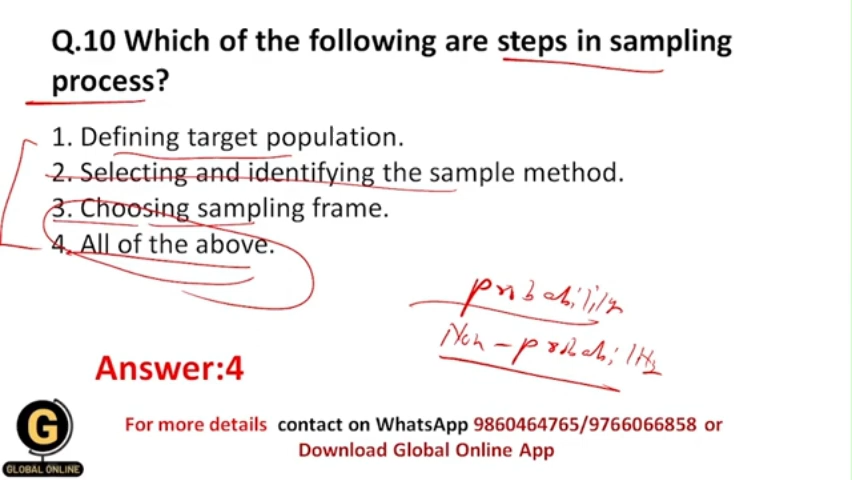 Q.10 Which of the following are steps in sampling
process?
1. Defining target population.
2. Selecting and identifying the sample method.
3. Choosing sampling frame.
4. All of the above.
probability
Non-probability
Answer:4
G
GLOBAL ONLINE
For more details contact on WhatsApp 9860464765/9766066858 or
Download Global Online App